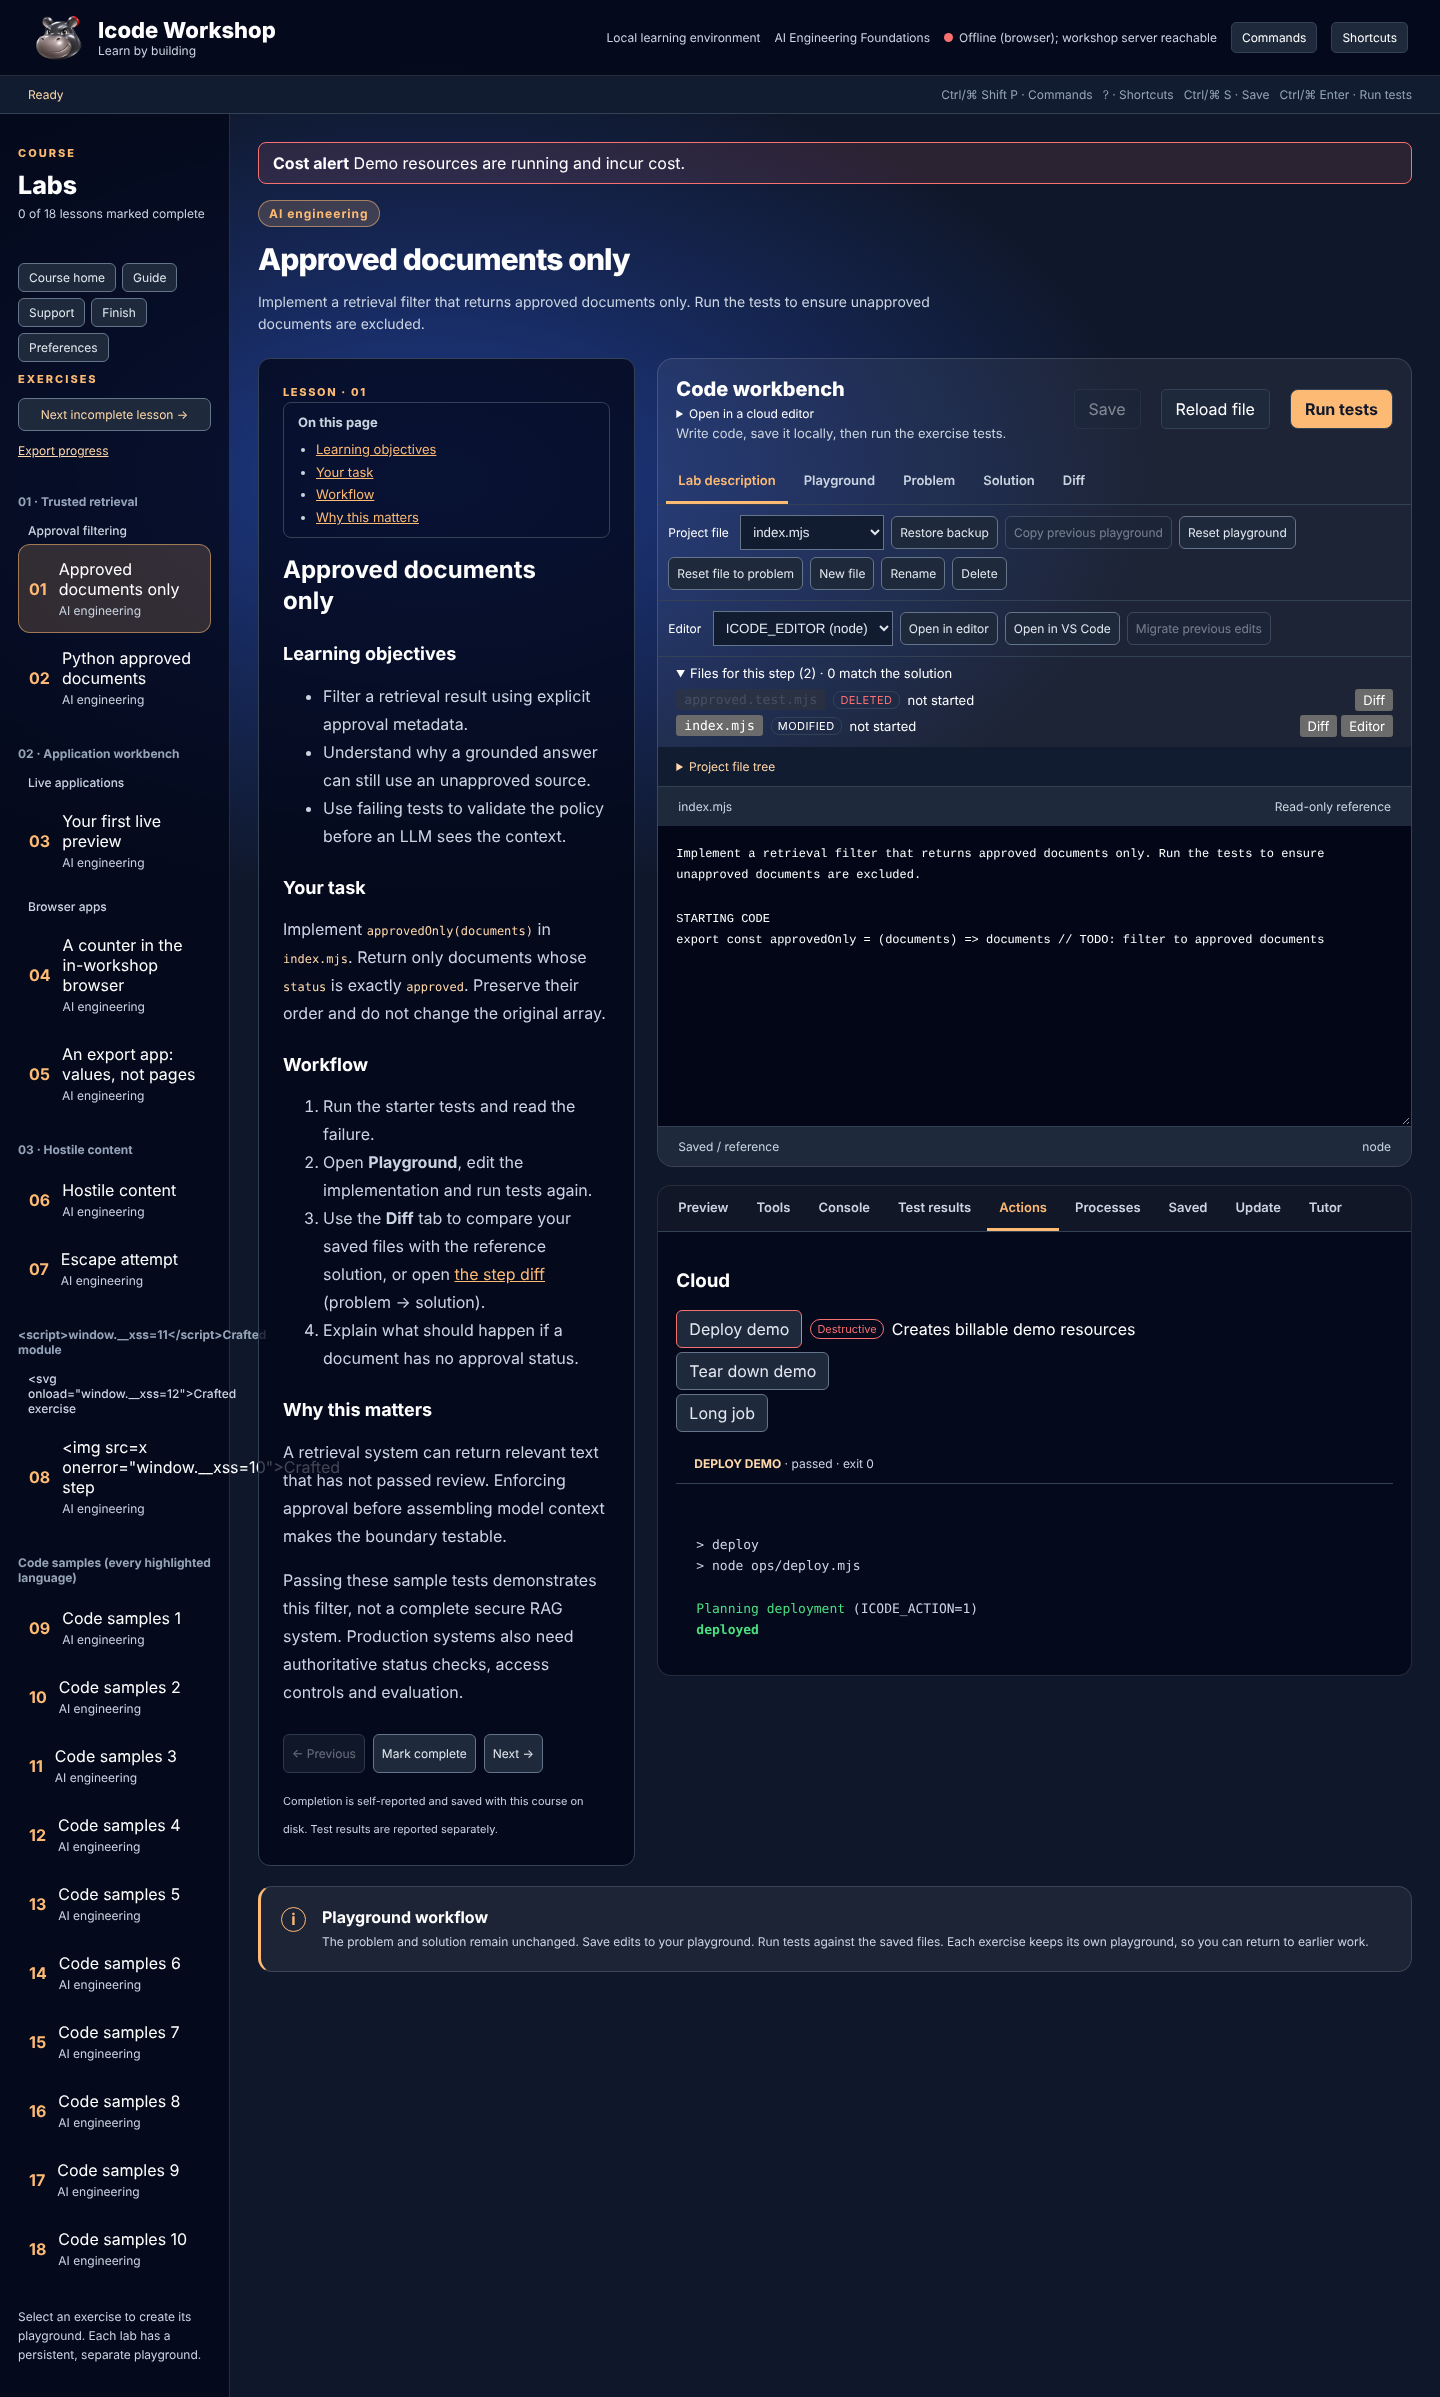 Icode Workshop
Learn by building
Local learning environment AI Engineering Foundations Offline (browser); workshop server reachable Commands Shortcuts
Ready
Ctrl/⌘ Shift P · Commands ? · Shortcuts Ctrl/⌘ S · Save Ctrl/⌘ Enter · Run tests
COURSE
Labs
0 of 18 lessons marked complete
Course home Guide
Support Finish
Preferences
EXERCISES
Next incomplete lesson →
Export progress
01 · Trusted retrieval
Approval filtering
01 Approved
documents only
AI engineering
02 Python approved
documents
AI engineering
02 · Application workbench
Live applications
03 Your first live
preview
AI engineering
Browser apps
04 A counter in the
in-workshop
browser
AI engineering
05 An export app:
values, not pages
AI engineering
03 · Hostile content
06 Hostile content
AI engineering
07 Escape attempt
AI engineering
<script>window.__xss=11</script>Crafted
module
<svg
onload="window.__xss=12">Crafted
exercise
08 <img src=x
onerror="window.__xss=10">Crafted
step
AI engineering
Code samples (every highlighted
language)
09 Code samples 1
AI engineering
10 Code samples 2
AI engineering
11 Code samples 3
AI engineering
12 Code samples 4
AI engineering
13 Code samples 5
AI engineering
14 Code samples 6
AI engineering
15 Code samples 7
AI engineering
16 Code samples 8
AI engineering
17 Code samples 9
AI engineering
18 Code samples 10
AI engineering
Select an exercise to create its
playground. Each lab has a
persistent, separate playground.
Cost alert Demo resources are running and incur cost.
AI engineering
Approved documents only
Implement a retrieval filter that returns approved documents only. Run the tests to ensure unapproved
documents are excluded.
LESSON · 01
On this page
• Learning objectives
• Your task
• Workflow
• Why this matters
Approved documents
only
Learning objectives
• Filter a retrieval result using explicit
approval metadata.
• Understand why a grounded answer
can still use an unapproved source.
• Use failing tests to validate the policy
before an LLM sees the context.
Your task
Implement approvedOnly(documents) in
index.mjs. Return only documents whose
status is exactly approved. Preserve their
order and do not change the original array.
Workflow
1. Run the starter tests and read the
failure.
2. Open Playground, edit the
implementation and run tests again.
3. Use the Diff tab to compare your
saved files with the reference
solution, or open the step diff
(problem → solution).
4. Explain what should happen if a
document has no approval status.
Why this matters
A retrieval system can return relevant text
that has not passed review. Enforcing
approval before assembling model context
makes the boundary testable.
Passing these sample tests demonstrates
this filter, not a complete secure RAG
system. Production systems also need
authoritative status checks, access
controls and evaluation.
← Previous Mark complete Next →
Completion is self-reported and saved with this course on
disk. Test results are reported separately.
Code workbench
▶ Open in a cloud editor
Write code, save it locally, then run the exercise tests.
Save Reload file Run tests
Lab description Playground Problem Solution Diff
Project file index.mjs Restore backup Copy previous playground Reset playground
Reset file to problem New file Rename Delete
Editor ICODE_EDITOR (node) Open in editor Open in VS Code Migrate previous edits
▼ Files for this step (2) · 0 match the solution
approved.test.mjs DELETED not started Diff
index.mjs MODIFIED not started Diff Editor
▶ Project file tree
index.mjs Read-only reference
Implement a retrieval filter that returns approved documents only. Run the tests to ensure
unapproved documents are excluded.
STARTING CODE
export const approvedOnly = (documents) => documents // TODO: filter to approved documents
Saved / reference node
Preview Tools Console Test results Actions Processes Saved Update Tutor
Cloud
Deploy demo Destructive Creates billable demo resources
Tear down demo
Long job
DEPLOY DEMO · passed · exit 0
> deploy
> node ops/deploy.mjs
Planning deployment (ICODE_ACTION=1)
deployed
i Playground workflow
The problem and solution remain unchanged. Save edits to your playground. Run tests against the saved files. Each exercise keeps its own playground, so you can return to earlier work.